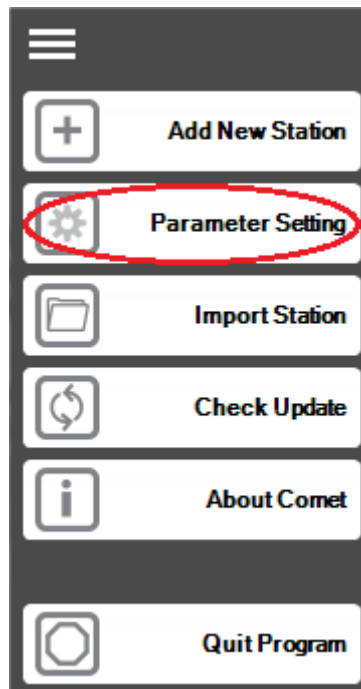 Add New Station
Parameter Setting
Import Station
Check Update
About Comet
Quit Program